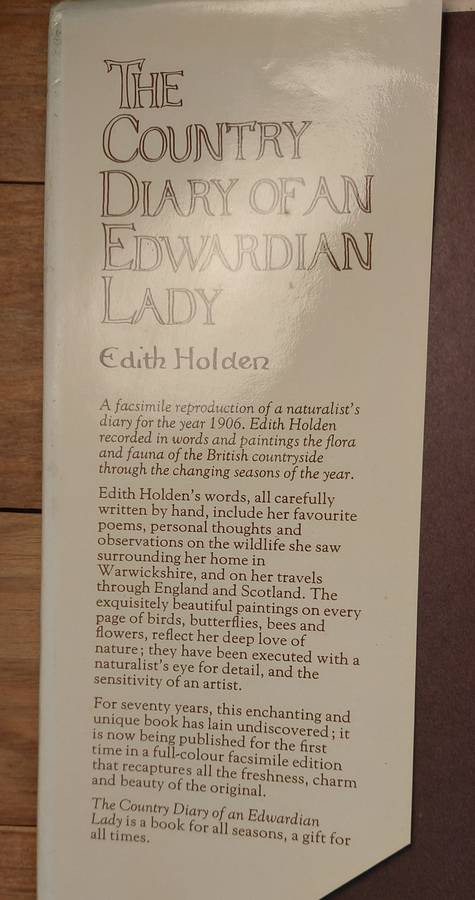 THE
COUNTRY
DIARY OF AN
EDWARDIAN
LADY
Edith Holden
A facsimile reproduction of a naturalist's
diary for the year 1906. Edith Holden
recorded in words and paintings the flora
and fauna of the British countryside
through the changing seasons of the year.
Edith Holden's words, all carefully
written by hand, include her favourite
poems, personal thoughts and
observations on the wildlife she saw
surrounding her home in
Warwickshire, and on her travels
through England and Scotland. The
exquisitely beautiful paintings on every
page of birds, butterflies, bees and
flowers, reflect her deep love of
nature; they have been executed with a
naturalist's eye for detail, and the
sensitivity of an artist.
For seventy years, this enchanting and
unique book has lain undiscovered; it
is now being published for the first
time in a full-colour facsimile edition
that recaptures all the freshness, charm
and beauty of the original.
The Country Diary of an Edwardian
Lady is a book for all seasons, a gift for
all times.